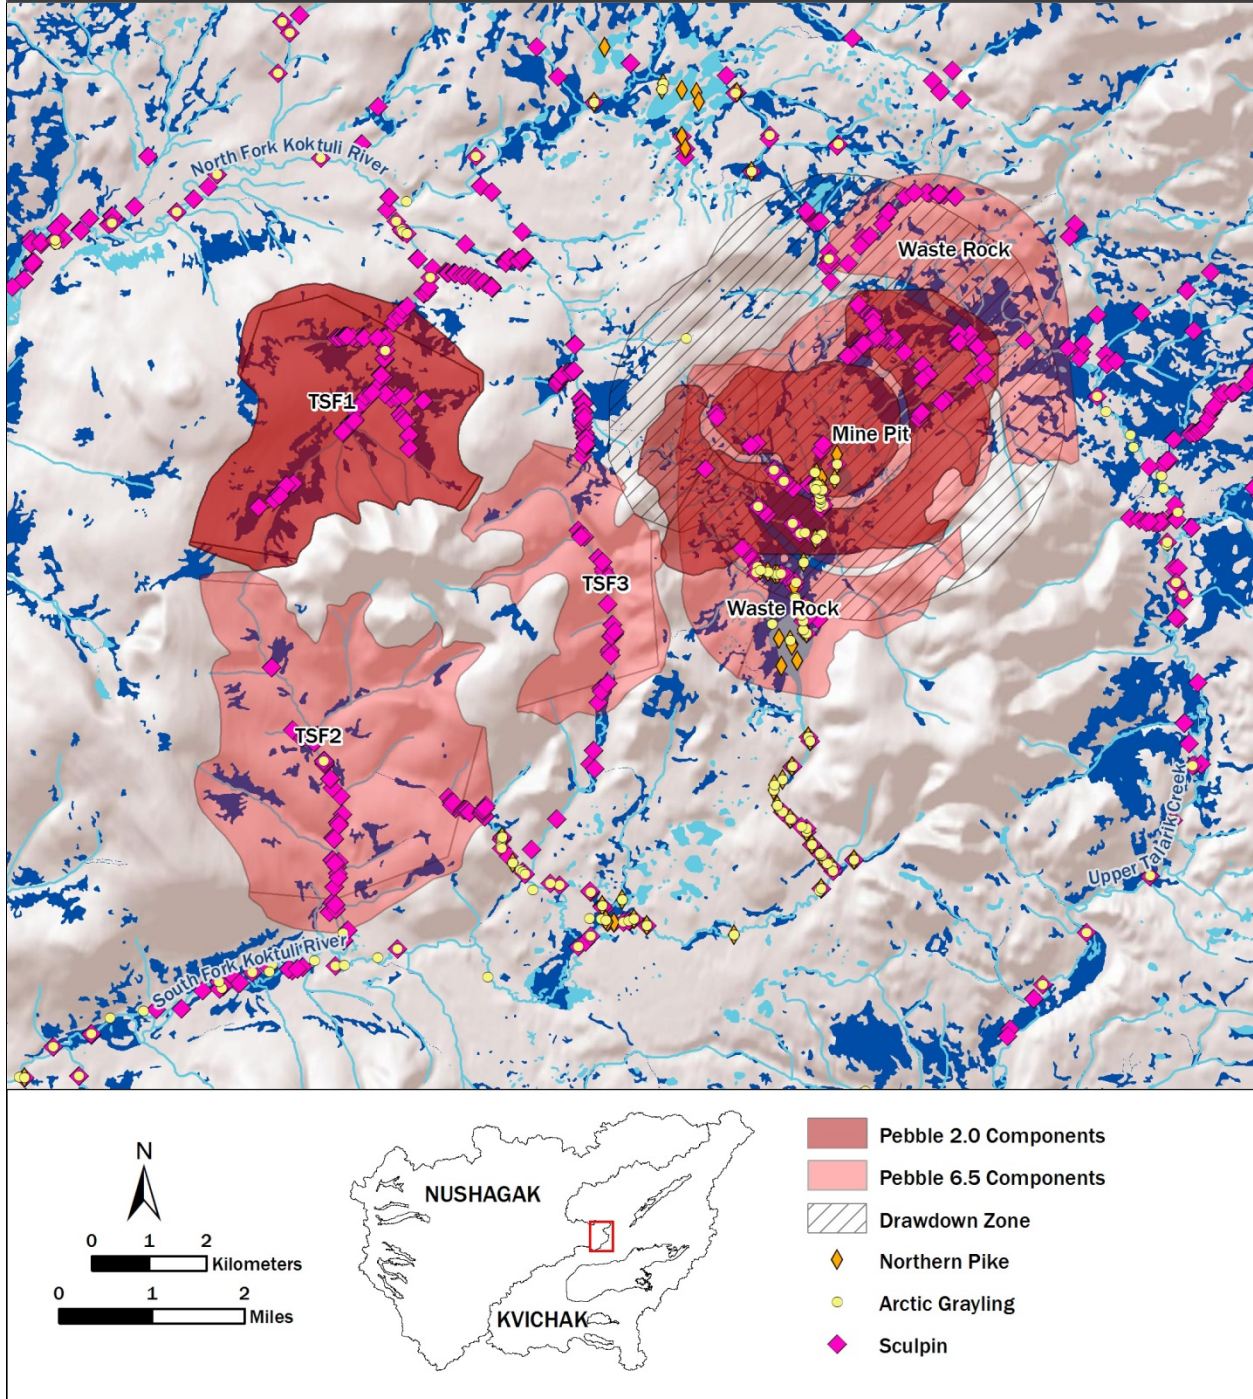 North Fork Koktuli River
Waste Rock
TSF1
Mine Pit
TSF3
Waste Rock
TSF2
Upper Talarik Creek
South Fork Koktuli River
N
0 1 2
Kilometers
0 1 2
Miles
NUSHAGAK
KVICHAK
Pebble 2.0 Components
Pebble 6.5 Components
Drawdown Zone
Northern Pike
Arctic Grayling
Sculpin